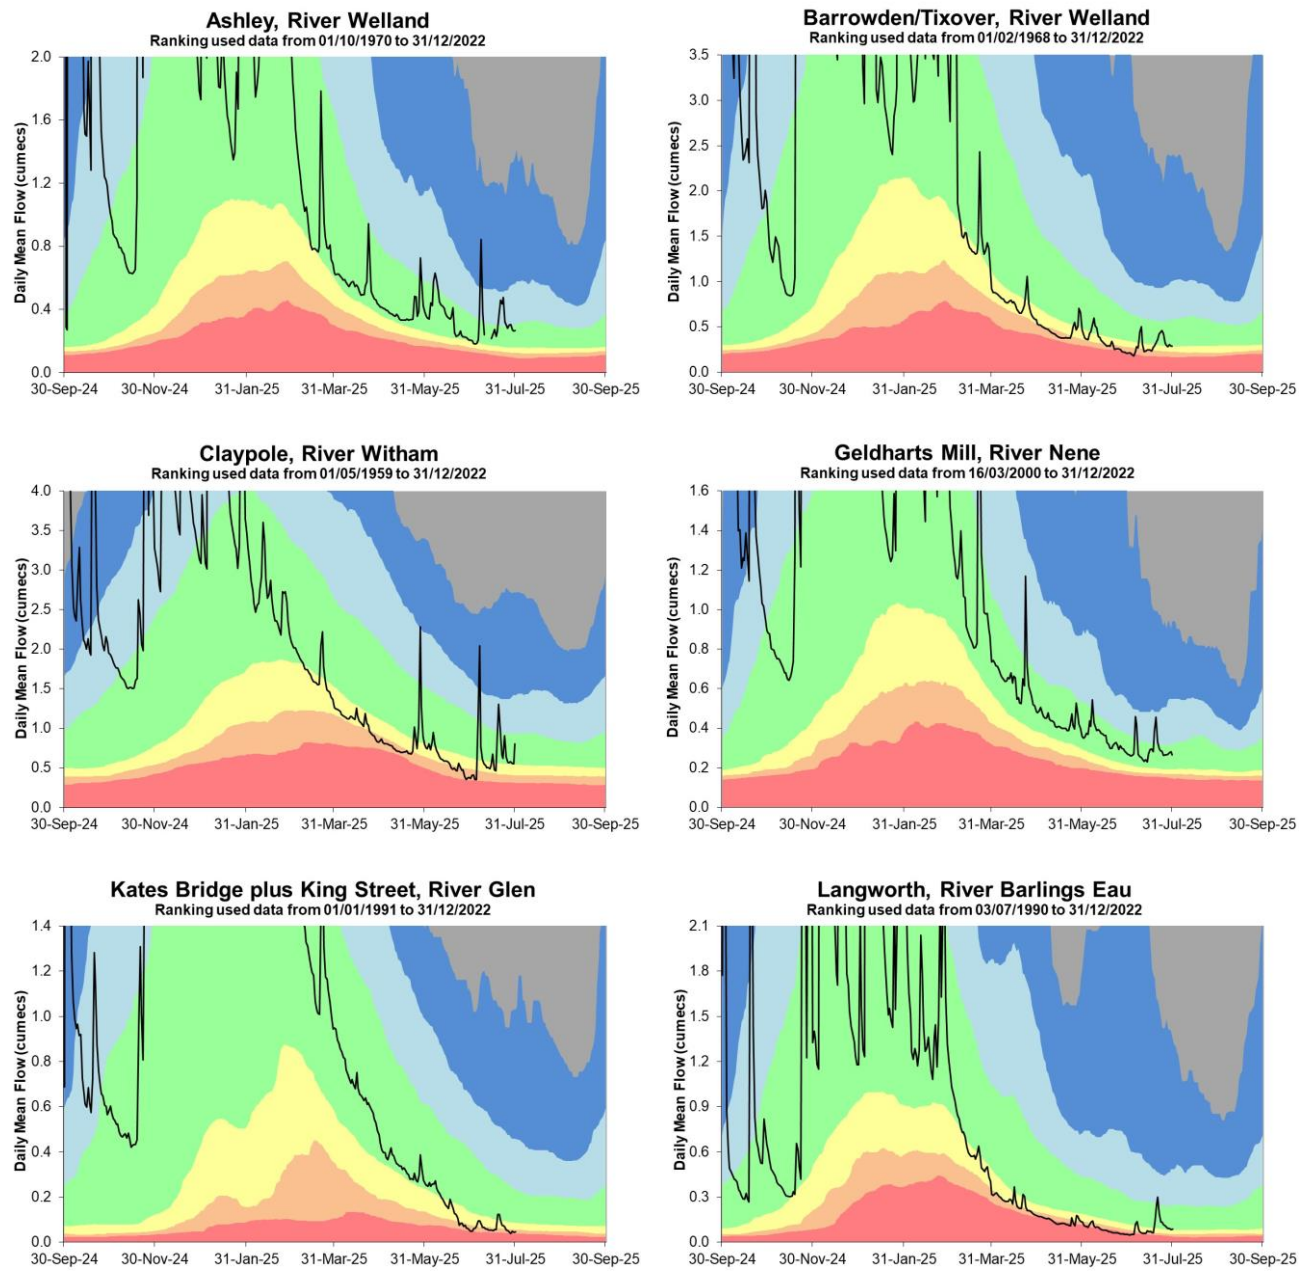 Ashley, River Welland
Ranking used data from 01/10/1970 to 31/12/2022
Daily Mean Flow (cumecs)
2.0
1.6
1.2
0.8
0.4
0.0
30-Sep-24 30-Nov-24 31-Jan-25 31-Mar-25 31-May-25 31-Jul-25 30-Sep-25
Barrowden/Tixover, River Welland
Ranking used data from 01/02/1968 to 31/12/2022
Daily Mean Flow (cumecs)
3.5
3.0
2.5
2.0
1.5
1.0
0.5
0.0
30-Sep-24 30-Nov-24 31-Jan-25 31-Mar-25 31-May-25 31-Jul-25 30-Sep-25
Claypole, River Witham
Ranking used data from 01/05/1959 to 31/12/2022
Daily Mean Flow (cumecs)
4.0
3.5
3.0
2.5
2.0
1.5
1.0
0.5
0.0
30-Sep-24 30-Nov-24 31-Jan-25 31-Mar-25 31-May-25 31-Jul-25 30-Sep-25
Geldharts Mill, River Nene
Ranking used data from 16/03/2000 to 31/12/2022
Daily Mean Flow (cumecs)
1.6
1.4
1.2
1.0
0.8
0.6
0.4
0.2
0.0
30-Sep-24 30-Nov-24 31-Jan-25 31-Mar-25 31-May-25 31-Jul-25 30-Sep-25
Kates Bridge plus King Street, River Glen
Ranking used data from 01/01/1991 to 31/12/2022
Daily Mean Flow (cumecs)
1.4
1.2
1.0
0.8
0.6
0.4
0.2
0.0
30-Sep-24 30-Nov-24 31-Jan-25 31-Mar-25 31-May-25 31-Jul-25 30-Sep-25
Langworth, River Barlings Eau
Ranking used data from 03/07/1990 to 31/12/2022
Daily Mean Flow (cumecs)
2.1
1.8
1.5
1.2
0.9
0.6
0.3
0.0
30-Sep-24 30-Nov-24 31-Jan-25 31-Mar-25 31-May-25 31-Jul-25 30-Sep-25